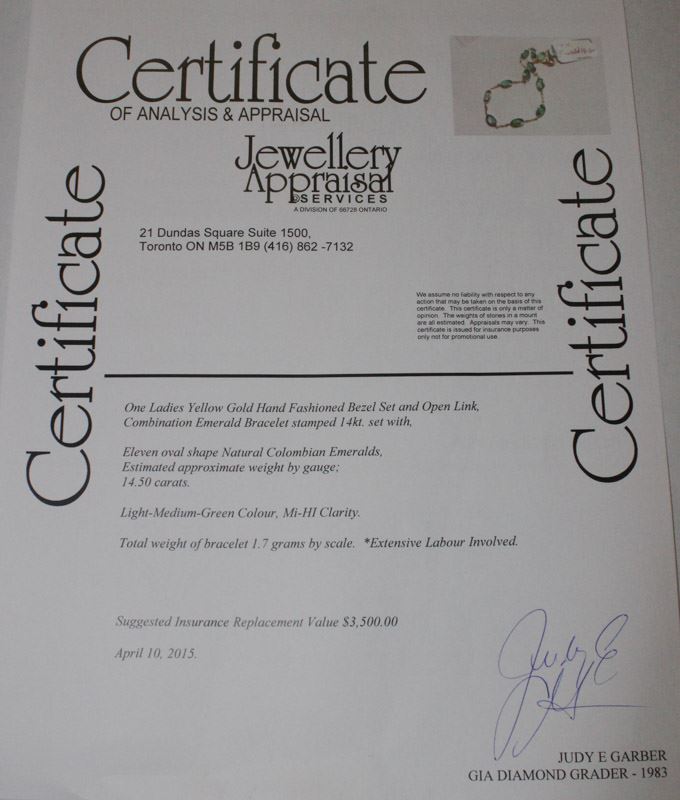 Certificate
OF ANALYSIS & APPRAISAL
Jewellery
Appraisal
SERVICES
A DIVISION OF 66728 ONTARIO
21 Dundas Square Suite 1500,
Toronto ON M5B 1B9 (416) 862 -7132
Certificate
Certificate
We assume no liability with respect to any
action that may be taken on the basis of this
certificate. This certificate is only a matter of
opinion. The weights of stones in a mount
are all estimated. Appraisals may vary. This
certificate is issued for insurance purposes
only not for promotional use.
One Ladies Yellow Gold Hand Fashioned Bezel Set and Open Link,
Combination Emerald Bracelet stamped 14kt. set with,
Eleven oval shape Natural Colombian Emeralds,
Estimated approximate weight by gauge;
14.50 carats.
Light-Medium-Green Colour, Mi-HI Clarity.
Total weight of bracelet 1.7 grams by scale. *Extensive Labour Involved.
Suggested Insurance Replacement Value $3,500.00
April 10, 2015.
Judy E
JUDY E GARBER
GIA DIAMOND GRADER - 1983